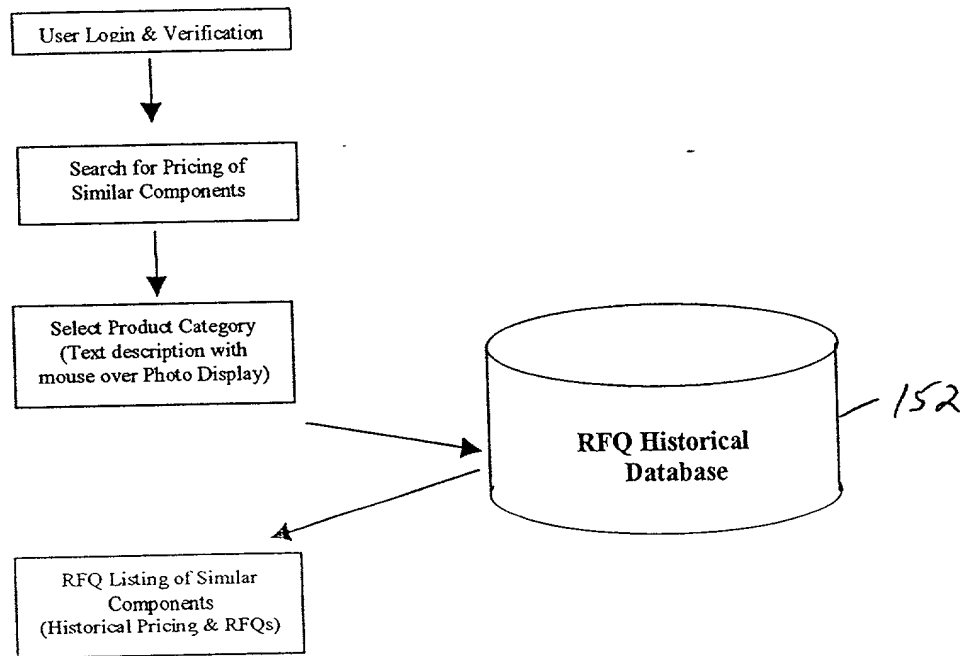 User Login & Verification
Search for Pricing of
Similar Components
Select Product Category
(Text description with
mouse over Photo Display)
RFQ Historical
Database
152
RFQ Listing of Similar
Components
(Historical Pricing & RFQs)